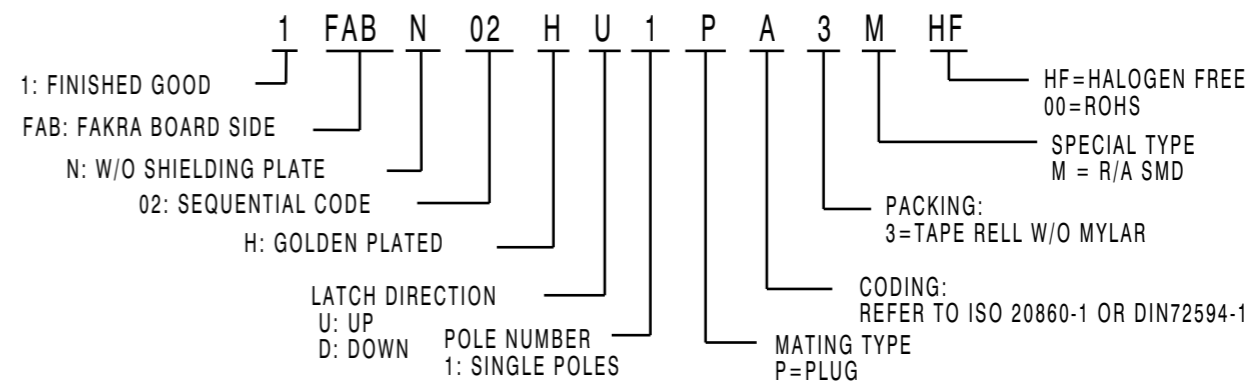 1 FAB N 02 H U 1 P A 3 M HF
1: FINISHED GOOD
FAB: FAKRA BOARD SIDE
N: W/O SHIELDING PLATE
02: SEQUENTIAL CODE
H: GOLDEN PLATED
LATCH DIRECTION
U: UP
D: DOWN
POLE NUMBER
1: SINGLE POLES
HF=HALOGEN FREE
00=ROHS
SPECIAL TYPE
M = R/A SMD
PACKING:
3=TAPE RELL W/O MYLAR
CODING:
REFER TO ISO 20860-1 OR DIN72594-1
MATING TYPE
P=PLUG